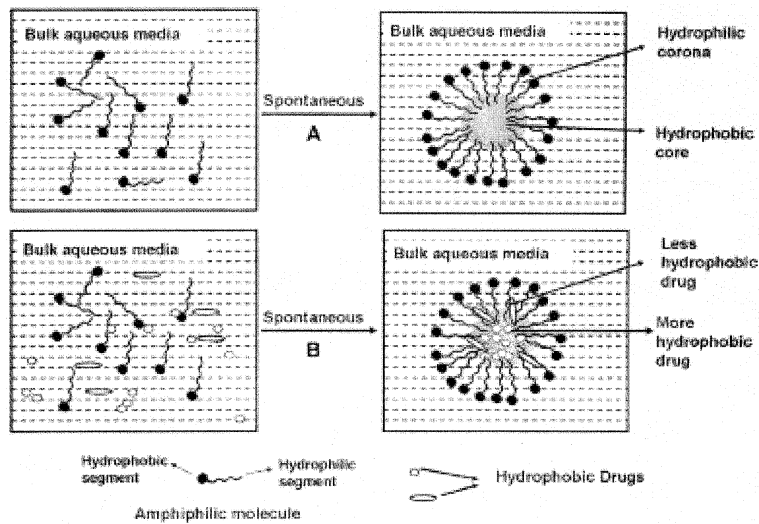 Bulk aqueous media
Spontaneous
A
Bulk aqueous media
Hydrophilic
corona
Hydrophobic
core
Bulk aqueous media
Spontaneous
B
Bulk aqueous media
Less
hydrophobic
drug
More
hydrophobic
drug
Hydrophobic
segment
Hydrophilic
segment
Amphiphilic molecule
Hydrophobic Drugs